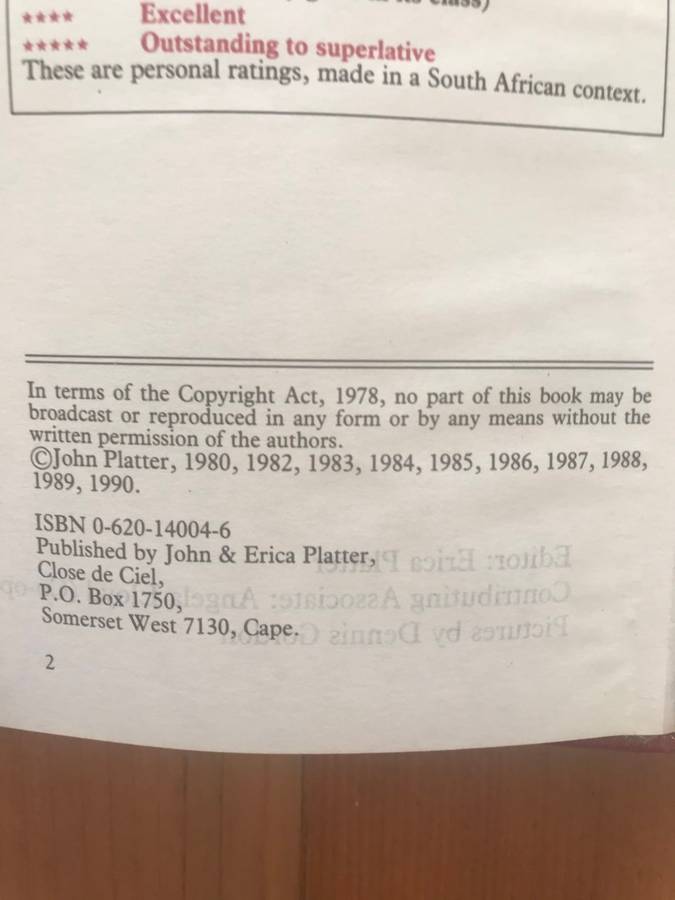 class)
★★★★ Excellent
★★★★★ Outstanding to superlative
These are personal ratings, made in a South African context.
In terms of the Copyright Act, 1978, no part of this book may be
broadcast or reproduced in any form or by any means without the
written permission of the authors.
©John Platter, 1980, 1982, 1983, 1984, 1985, 1986, 1987, 1988,
1989, 1990.
ISBN 0-620-14004-6
Published by John & Erica Platter,
Close de Ciel,
P.O. Box 1750,
Somerset West 7130, Cape.
2